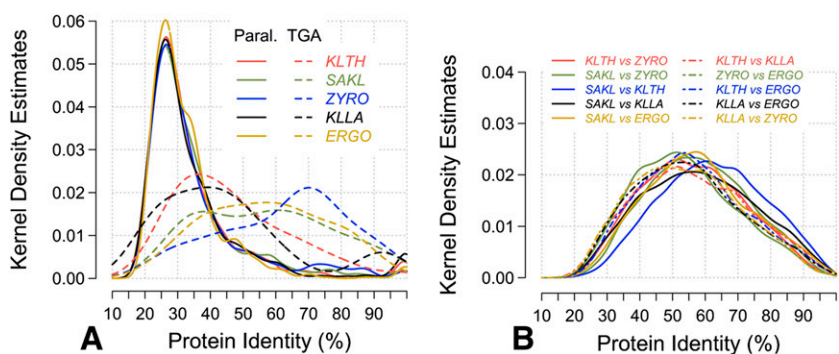 Kernel Density Estimates
0.06
0.05
0.04
0.03
0.02
0.01
0.00
Paral. TGA
KLTH
SAKL
ZYRO
KLLA
ERGO
10 20 30 40 50 60 70 80 90
Protein Identity (%)
A
Kernel Density Estimates
0.04
0.03
0.02
0.01
0.00
KLTH vs ZYRO KLTH vs KLLA
SAKL vs ZYRO ZYRO vs ERGO
SAKL vs KLTH KLTH vs ERGO
SAKL vs KLLA KLLA vs ERGO
SAKL vs ERGO KLLA vs ZYRO
10 20 30 40 50 60 70 80 90
Protein Identity (%)
B